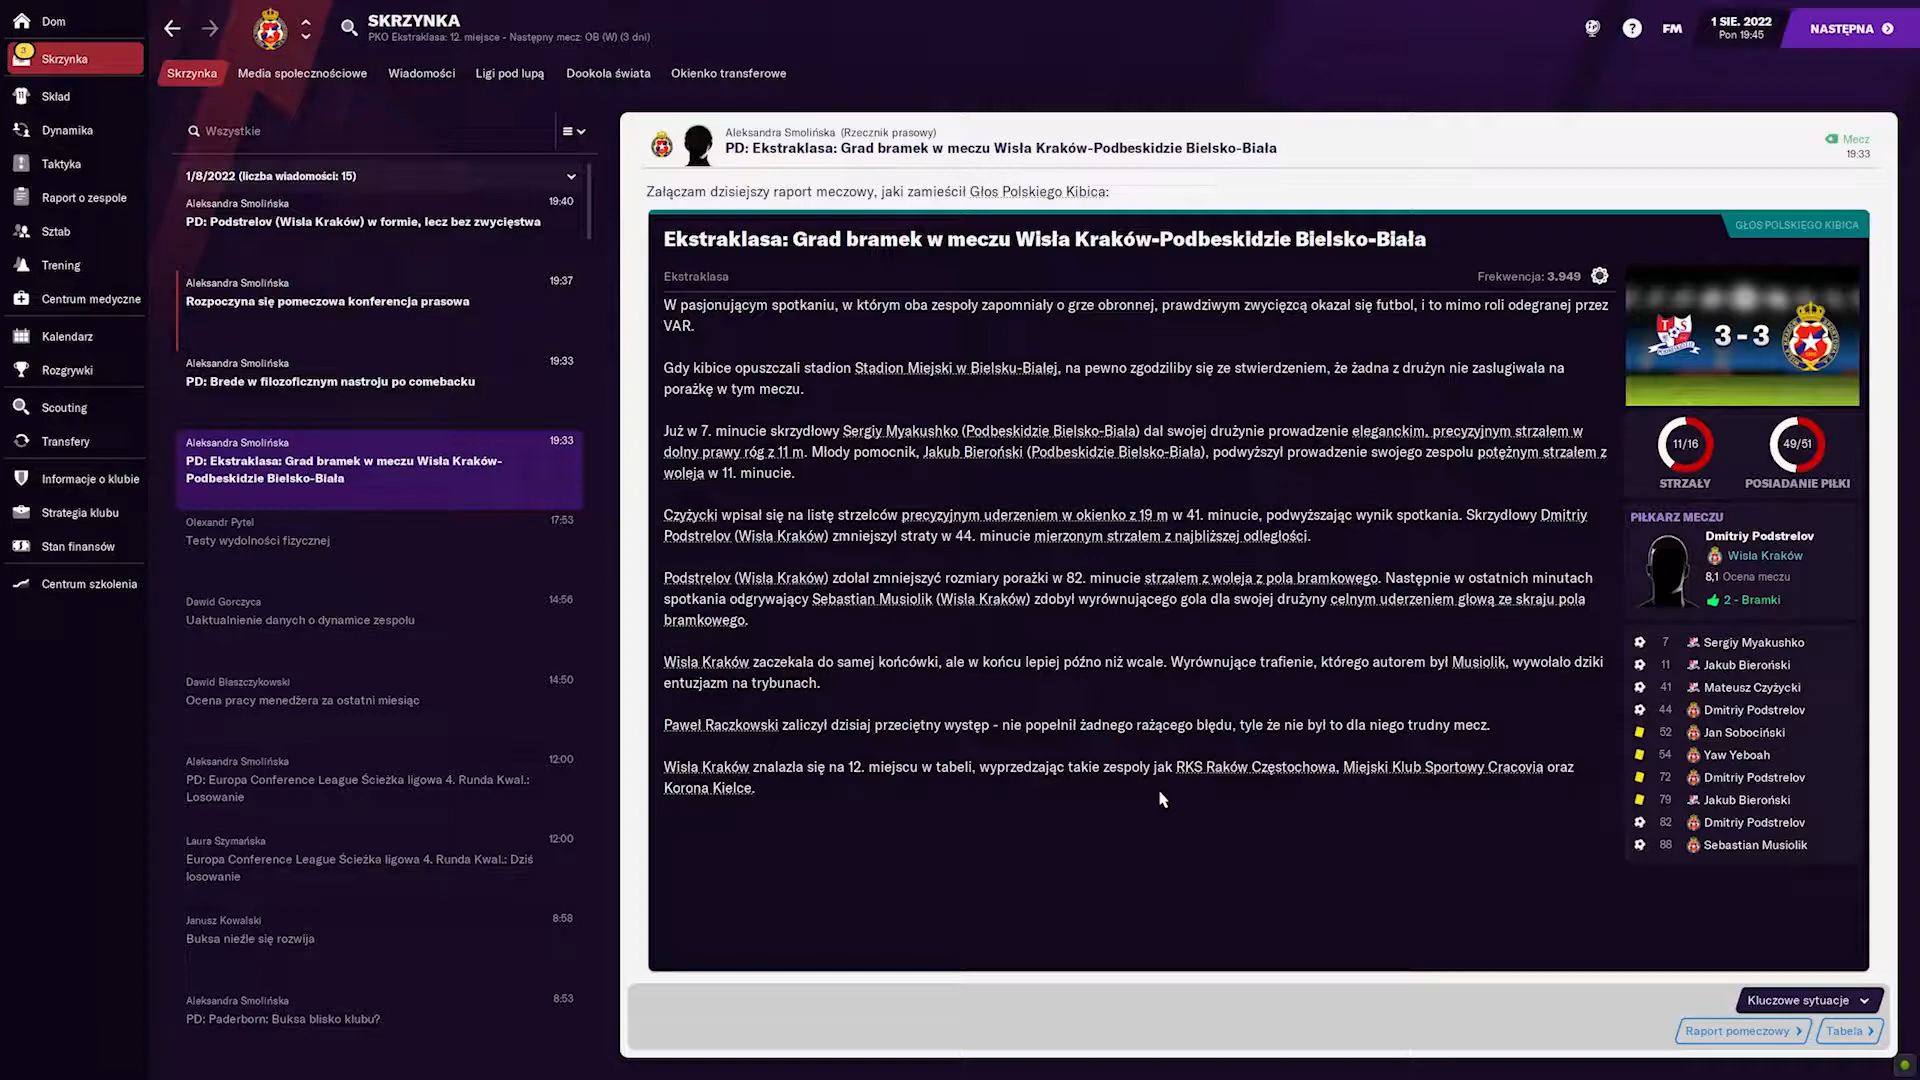 Dom
3
Skrzynka
Skład
Dynamika
Taktyka
Raport o zespole
Sztab
Trening
Centrum medyczne
Kalendarz
Rozgrywki
Scouting
Transfery
Informacje o klubie
Strategia klubu
Stan finansów
Centrum szkolenia
SKRZYNKA
PKO Ekstraklasa: 12. miejsce - Następny mecz: OB (W) (3 dni)
FM
1 SIE. 2022
Pon 19:45
NASTĘPNA
Skrzynka
Media społecznościowe
Wiadomości
Ligi pod lupą
Dookoła świata
Okienko transferowe
Wszystkie
1/8/2022 (liczba wiadomości: 15)
Aleksandra Smolińska 19:40
PD: Podstrelov (Wisła Kraków) w formie, lecz bez zwycięstwa
Aleksandra Smolińska 19:37
Rozpoczyna się pomeczowa konferencja prasowa
Aleksandra Smolińska 19:33
PD: Brede w filozoficznym nastroju po comebacku
Aleksandra Smolińska 19:33
PD: Ekstraklasa: Grad bramek w meczu Wisła Kraków-
Podbeskidzie Bielsko-Biała
Olexandr Pytel 17:53
Testy wydolności fizycznej
Dawid Gorczyca 14:56
Uaktualnienie danych o dynamice zespołu
Dawid Błaszczykowski 14:50
Ocena pracy menedżera za ostatni miesiąc
Aleksandra Smolińska 12:00
PD: Europa Conference League Ścieżka ligowa 4. Runda Kwal.:
Losowanie
Laura Szymańska 12:00
Europa Conference League Ścieżka ligowa 4. Runda Kwal.: Dziś
losowanie
Janusz Kowalski 8:58
Buksa nieźle się rozwija
Aleksandra Smolińska 8:53
PD: Paderborn: Buksa blisko klubu?
Aleksandra Smolińska (Rzecznik prasowy)
PD: Ekstraklasa: Grad bramek w meczu Wisła Kraków-Podbeskidzie Bielsko-Biała
Mecz
19:33
Załączam dzisiejszy raport meczowy, jaki zamieścił Głos Polskiego Kibica:
GŁOS POLSKIEGO KIBICA
Ekstraklasa: Grad bramek w meczu Wisła Kraków-Podbeskidzie Bielsko-Biała
Ekstraklasa
Frekwencja: 3.949
W pasjonującym spotkaniu, w którym oba zespoły zapomniały o grze obronnej, prawdziwym zwycięzcą okazał się futbol, i to mimo roli odegranej przez
VAR.
Gdy kibice opuszczali stadion Stadion Miejski w Bielsku-Białej, na pewno zgodziliby się ze stwierdzeniem, że żadna z drużyn nie zasługiwała na
porażkę w tym meczu.
Już w 7. minucie skrzydłowy Sergiy Myakushko (Podbeskidzie Bielsko-Biała) dał swojej drużynie prowadzenie eleganckim, precyzyjnym strzałem w
dolny prawy róg z 11 m. Młody pomocnik, Jakub Bieroński (Podbeskidzie Bielsko-Biała), podwyższył prowadzenie swojego zespołu potężnym strzałem z
woleja w 11. minucie.
Czyżycki wpisał się na listę strzelców precyzyjnym uderzeniem w okienko z 19 m w 41. minucie, podwyższając wynik spotkania. Skrzydłowy Dmitriy
Podstrelov (Wisła Kraków) zmniejszył straty w 44. minucie mierzonym strzałem z najbliższej odległości.
Podstrelov (Wisła Kraków) zdołał zmniejszyć rozmiary porażki w 82. minucie strzałem z woleja z pola bramkowego. Następnie w ostatnich minutach
spotkania odgrywający Sebastian Musiolik (Wisła Kraków) zdobył wyrównującego gola dla swojej drużyny celnym uderzeniem głową ze skraju pola
bramkowego.
Wisła Kraków zaczekała do samej końcówki, ale w końcu lepiej późno niż wcale. Wyrównujące trafienie, którego autorem był Musiolik, wywołało dziki
entuzjazm na trybunach.
Paweł Raczkowski zaliczył dzisiaj przeciętny występ - nie popełnił żadnego rażącego błędu, tyle że nie był to dla niego trudny mecz.
Wisła Kraków znalazła się na 12. miejscu w tabeli, wyprzedzając takie zespoły jak RKS Raków Częstochowa, Miejski Klub Sportowy Cracovia oraz
Korona Kielce.
3 - 3
11/16
49/51
STRZAŁY
POSIADANIE PIŁKI
PIŁKARZ MECZU
Dmitriy Podstrelov
Wisła Kraków
8,1 Ocena meczu
2 - Bramki
7 Sergiy Myakushko
11 Jakub Bieroński
41 Mateusz Czyżycki
44 Dmitriy Podstrelov
52 Jan Sobociński
54 Yaw Yeboah
72 Dmitriy Podstrelov
79 Jakub Bieroński
82 Dmitriy Podstrelov
88 Sebastian Musiolik
Kluczowe sytuacje
Raport pomeczowy
Tabela